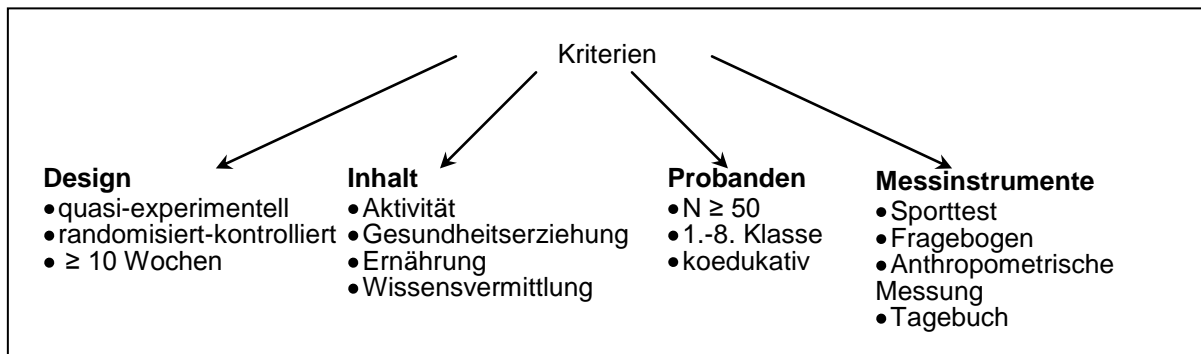 Kriterien
Design
•quasi-experimentell
•randomisiert-kontrolliert
• ≥ 10 Wochen
Inhalt
•Aktivität
•Gesundheitserziehung
•Ernährung
•Wissensvermittlung
Probanden
•N ≥ 50
•1.-8. Klasse
•koedukativ
Messinstrumente
•Sporttest
•Fragebogen
•Anthropometrische
Messung
•Tagebuch